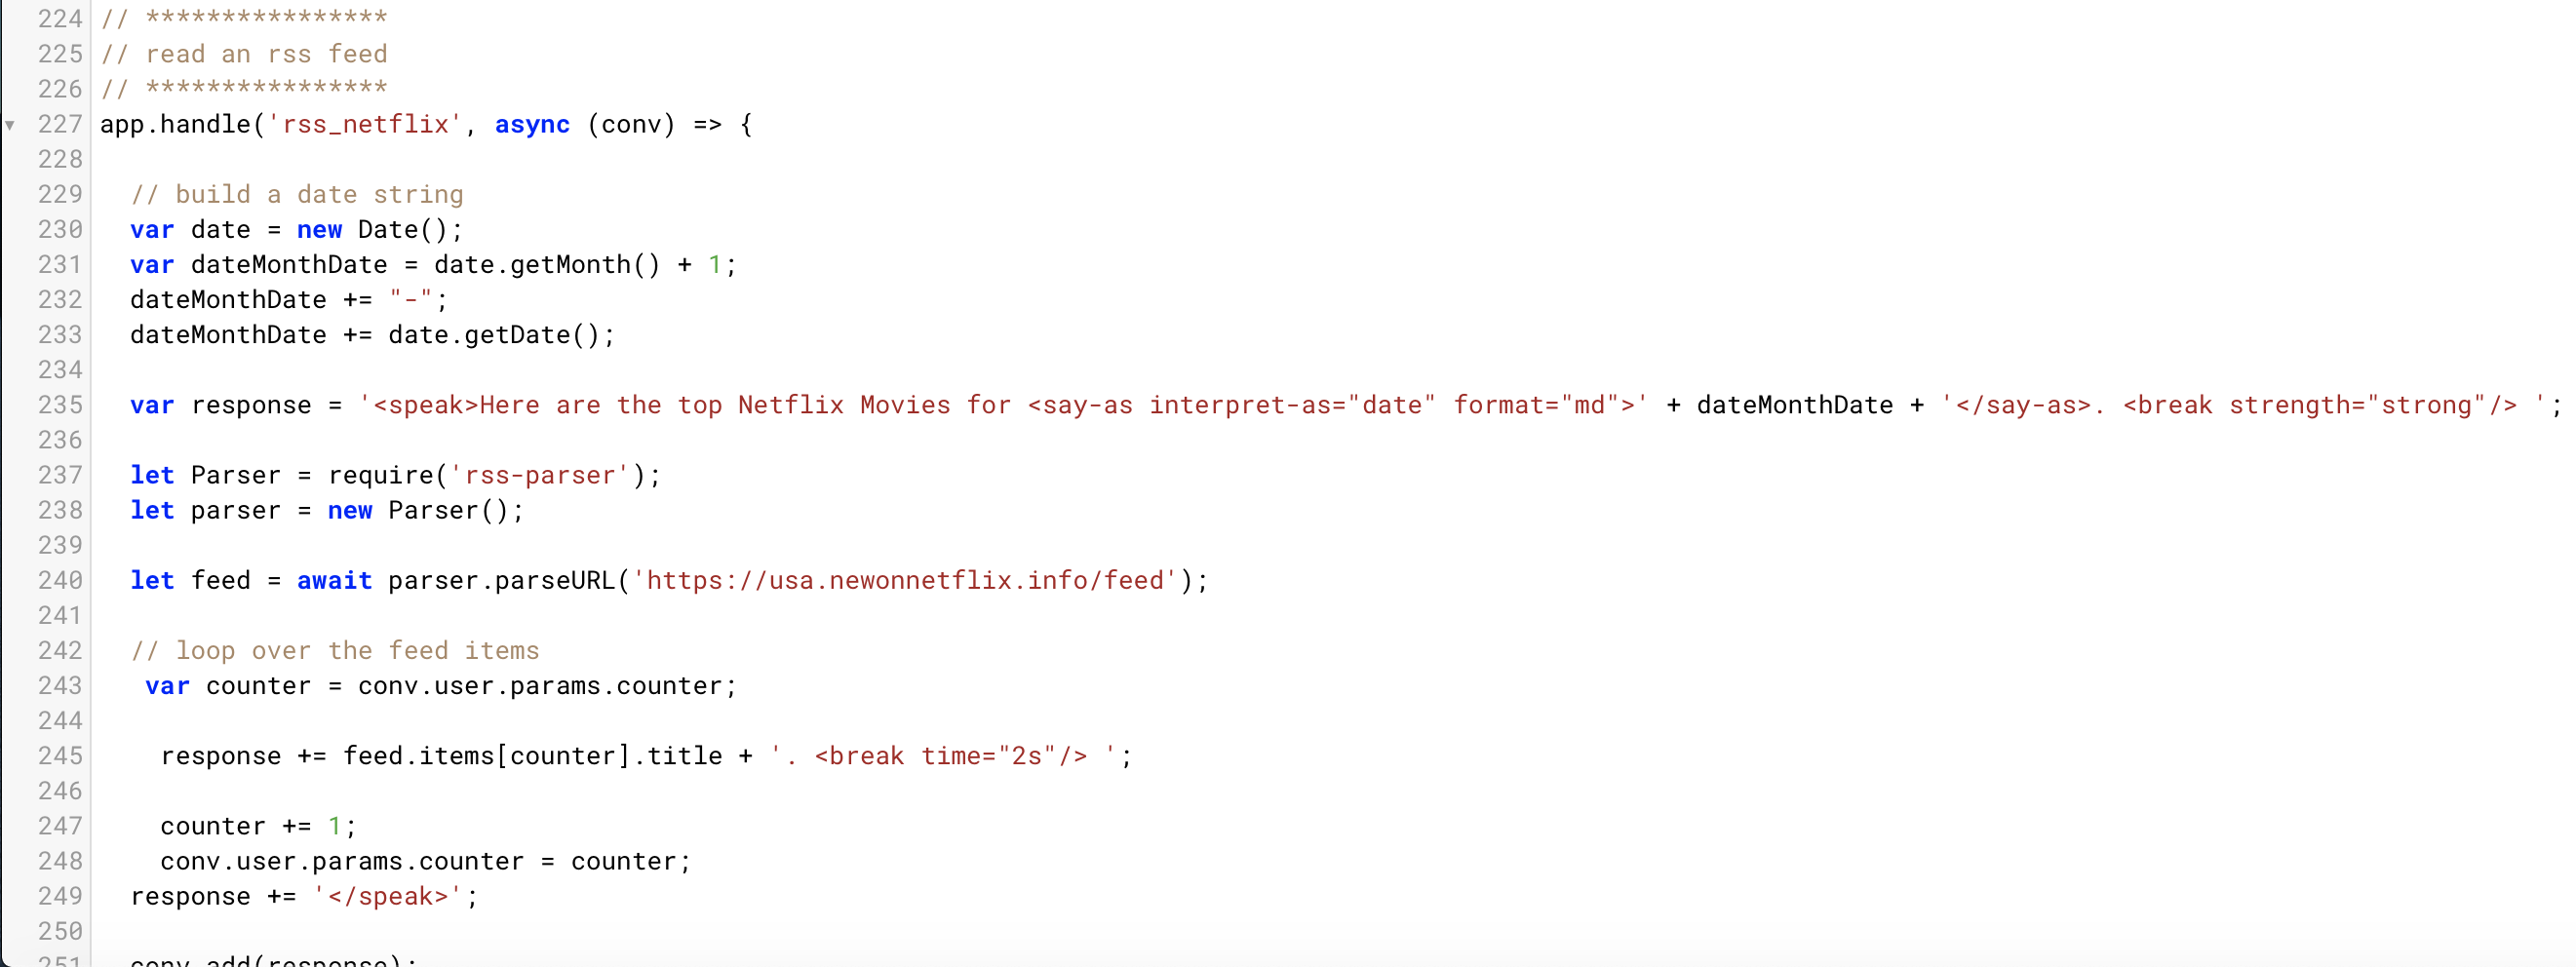 224 // ****************
225 // read an rss feed
226 // ****************
227 app.handle('rss_netflix', async (conv) => {
228
229   // build a date string
230   var date = new Date();
231   var dateMonthDate = date.getMonth() + 1;
232   dateMonthDate += "-";
233   dateMonthDate += date.getDate();
234
235   var response = '<speak>Here are the top Netflix Movies for <say-as interpret-as="date" format="md">' + dateMonthDate + '</say-as>. <break strength="strong"/> ';
236
237   let Parser = require('rss-parser');
238   let parser = new Parser();
239
240   let feed = await parser.parseURL('https://usa.newonnetflix.info/feed');
241
242   // loop over the feed items
243    var counter = conv.user.params.counter;
244
245     response += feed.items[counter].title + '. <break time="2s"/> ';
246
247     counter += 1;
248     conv.user.params.counter = counter;
249   response += '</speak>';
250
251   conv.add(response);